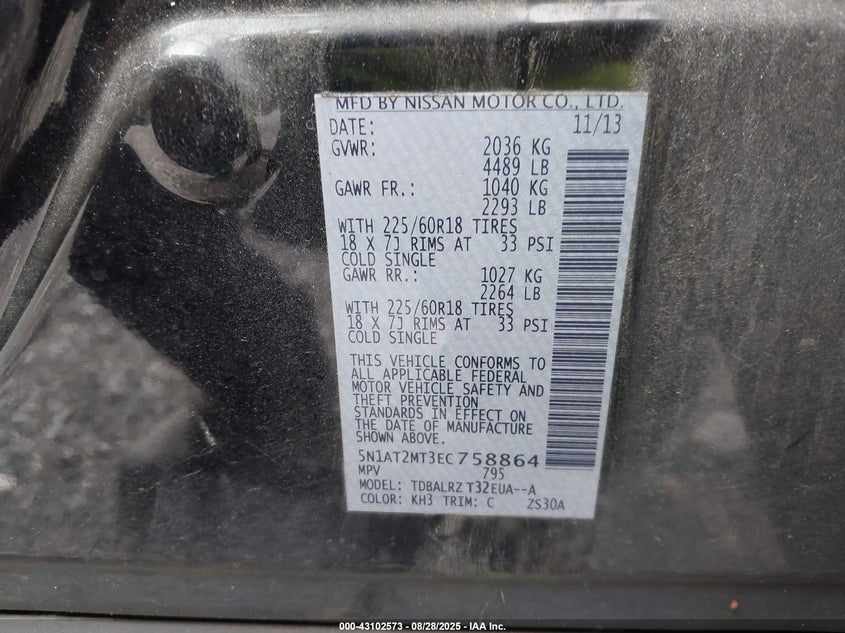 MFD BY NISSAN MOTOR CO., LTD.
DATE: 11/13
GVWR: 2036 KG
4489 LB
GAWR FR.: 1040 KG
2293 LB
WITH 225/60R18 TIRES
18 X 7J RIMS AT 33 PSI
COLD SINGLE
GAWR RR.: 1027 KG
2264 LB
WITH 225/60R18 TIRES
18 X 7J RIMS AT 33 PSI
COLD SINGLE
THIS VEHICLE CONFORMS TO
ALL APPLICABLE FEDERAL
MOTOR VEHICLE SAFETY AND
THEFT PREVENTION
STANDARDS IN EFFECT ON
THE DATE OF MANUFACTURE
SHOWN ABOVE.
5N1AT2MT3EC758864
MPV 795
MODEL: TDBALRZ T32EUA--A
COLOR: KH3 TRIM: C ZS30A
000-43102573 - 08/28/2025 - IAA Inc.